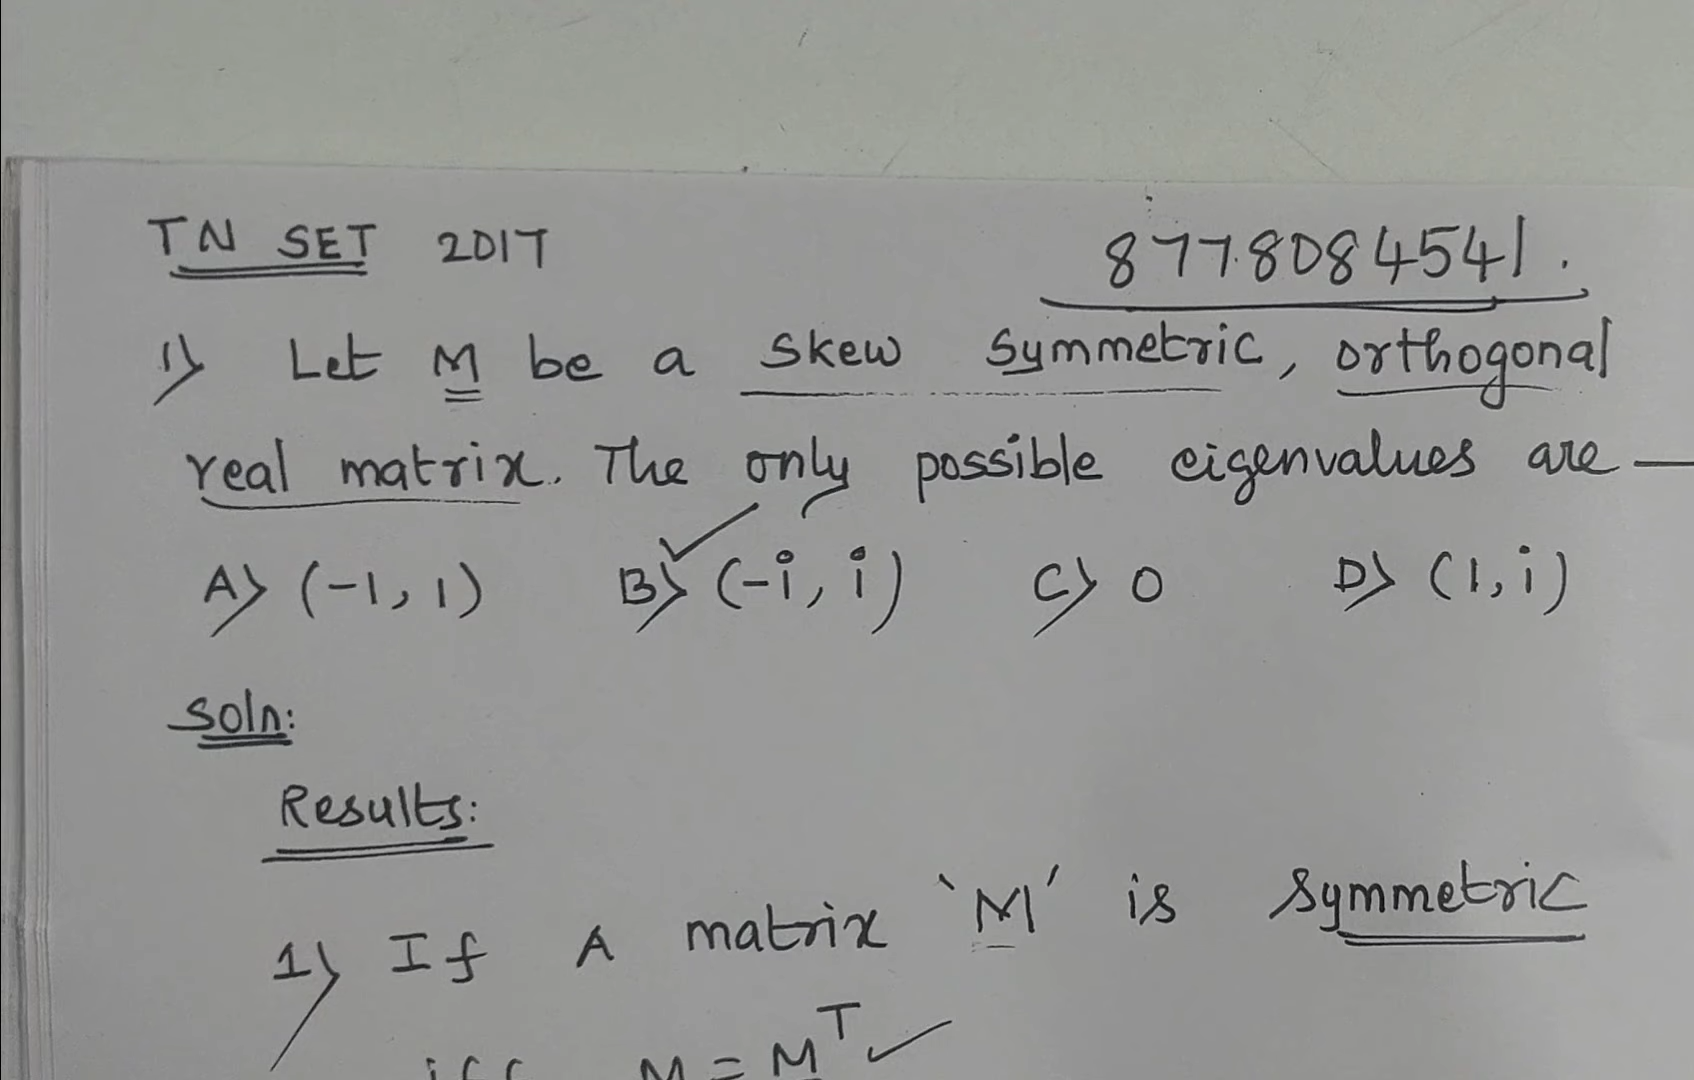 TN SET 2017
8778084541.
1) Let M be a skew symmetric, orthogonal
real matrix. The only possible eigenvalues are —
A) (-1, 1) B) (-i, i) C) 0 D) (1, i)
Soln:
Results:
1) If A matrix 'M' is symmetric
iff M = M^T